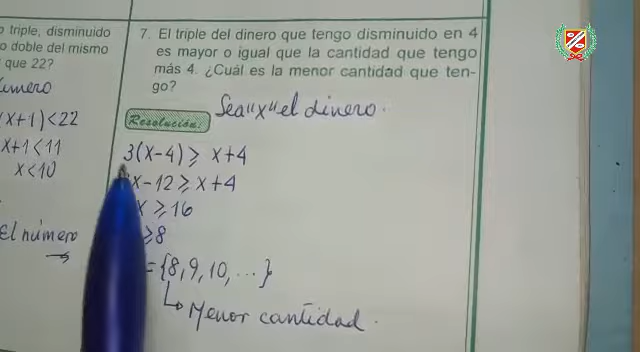 o triple, disminuido
o doble del mismo
que 22?
(x+1)<22
x+1<11
x<10
El número
7. El triple del dinero que tengo disminuido en 4
es mayor o igual que la cantidad que tengo
más 4. ¿Cuál es la menor cantidad que ten-
go?
Sea "x" el dinero.
Resolución:
3(x-4) ≥ x+4
x-12 ≥ x+4
x ≥ 16
≥ 8
= {8, 9, 10, ...}
↳ Menor cantidad.